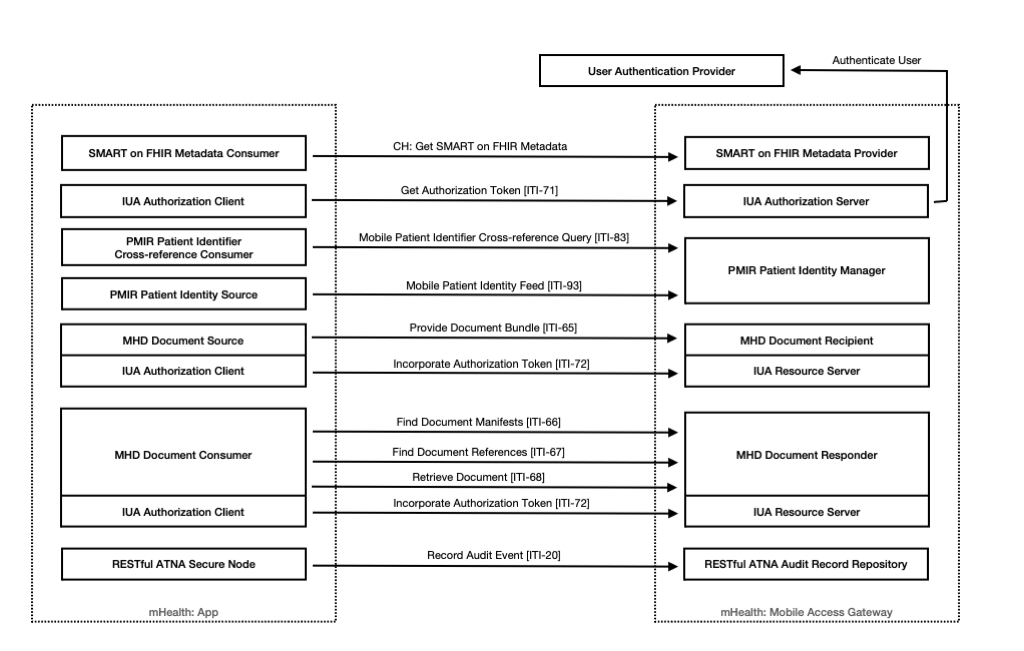 Authenticate User
User Authentication Provider
SMART on FHIR Metadata Consumer
CH: Get SMART on FHIR Metadata
SMART on FHIR Metadata Provider
IUA Authorization Client
Get Authorization Token [ITI-71]
IUA Authorization Server
PMIR Patient Identifier
Cross-reference Consumer
Mobile Patient Identifier Cross-reference Query [ITI-83]
PMIR Patient Identity Manager
PMIR Patient Identity Source
Mobile Patient Identity Feed [ITI-93]
MHD Document Source
Provide Document Bundle [ITI-65]
MHD Document Recipient
IUA Authorization Client
Incorporate Authorization Token [ITI-72]
IUA Resource Server
MHD Document Consumer
Find Document Manifests [ITI-66]
Find Document References [ITI-67]
Retrieve Document [ITI-68]
MHD Document Responder
IUA Authorization Client
Incorporate Authorization Token [ITI-72]
IUA Resource Server
RESTful ATNA Secure Node
Record Audit Event [ITI-20]
RESTful ATNA Audit Record Repository
mHealth: App
mHealth: Mobile Access Gateway